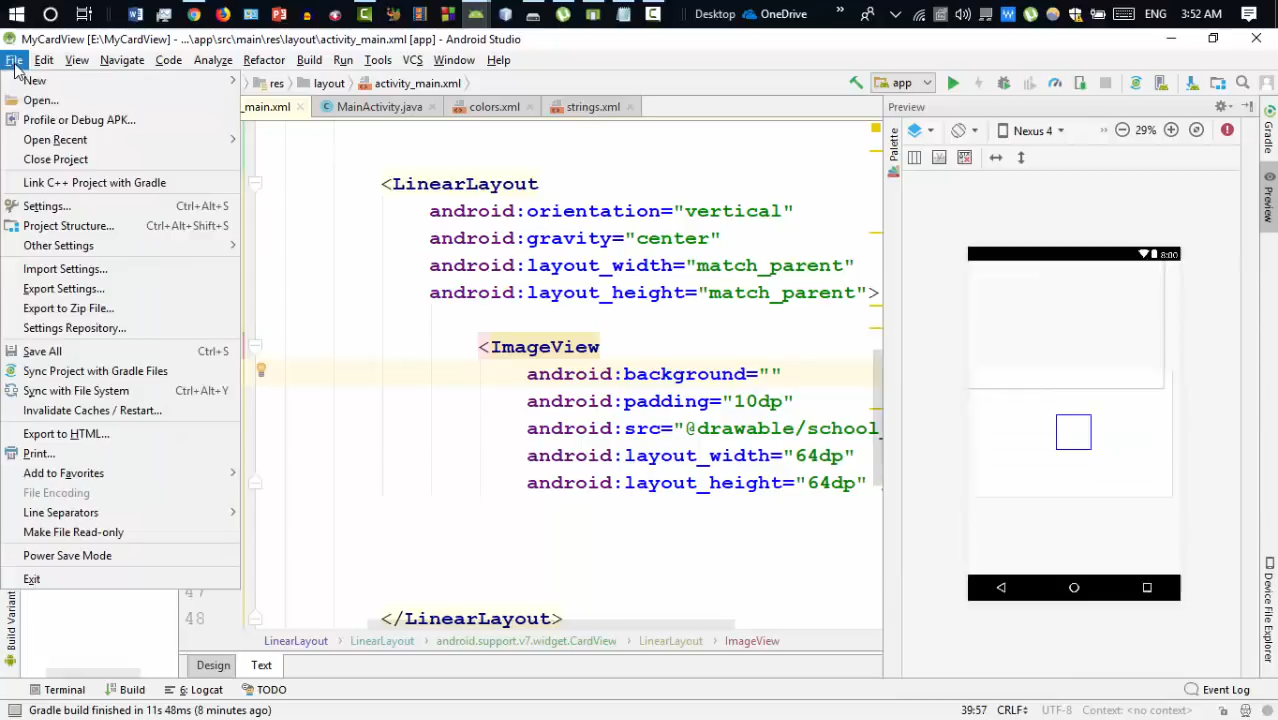 Desktop
OneDrive
ENG
3:52 AM
MyCardView [E:\MyCardView] - ...\app\src\main\res\layout\activity_main.xml [app] - Android Studio
File Edit View Navigate Code Analyze Refactor Build Run Tools VCS Window Help
New
Open...
Profile or Debug APK...
Open Recent
Close Project
Link C++ Project with Gradle
Settings... Ctrl+Alt+S
Project Structure... Ctrl+Alt+Shift+S
Other Settings
Import Settings...
Export Settings...
Export to Zip File...
Settings Repository...
Save All Ctrl+S
Sync Project with Gradle Files
Sync with File System Ctrl+Alt+Y
Invalidate Caches / Restart...
Export to HTML...
Print...
Add to Favorites
File Encoding
Line Separators
Make File Read-only
Power Save Mode
Exit
res layout activity_main.xml
app
_main.xml MainActivity.java colors.xml strings.xml
<LinearLayout
android:orientation="vertical"
android:gravity="center"
android:layout_width="match_parent"
android:layout_height="match_parent">
<ImageView
android:background=""
android:padding="10dp"
android:src="@drawable/school_
android:layout_width="64dp"
android:layout_height="64dp"
48
</LinearLayout>
LinearLayout LinearLayout android.support.v7.widget.CardView LinearLayout ImageView
Design Text
Preview
Palette
Nexus 4
29%
8:00
Gradle
Preview
Device File Explorer
Build Variant
Terminal Build 6: Logcat TODO
Event Log
Gradle build finished in 11s 48ms (8 minutes ago)
39:57 CRLF UTF-8 Context: <no context>